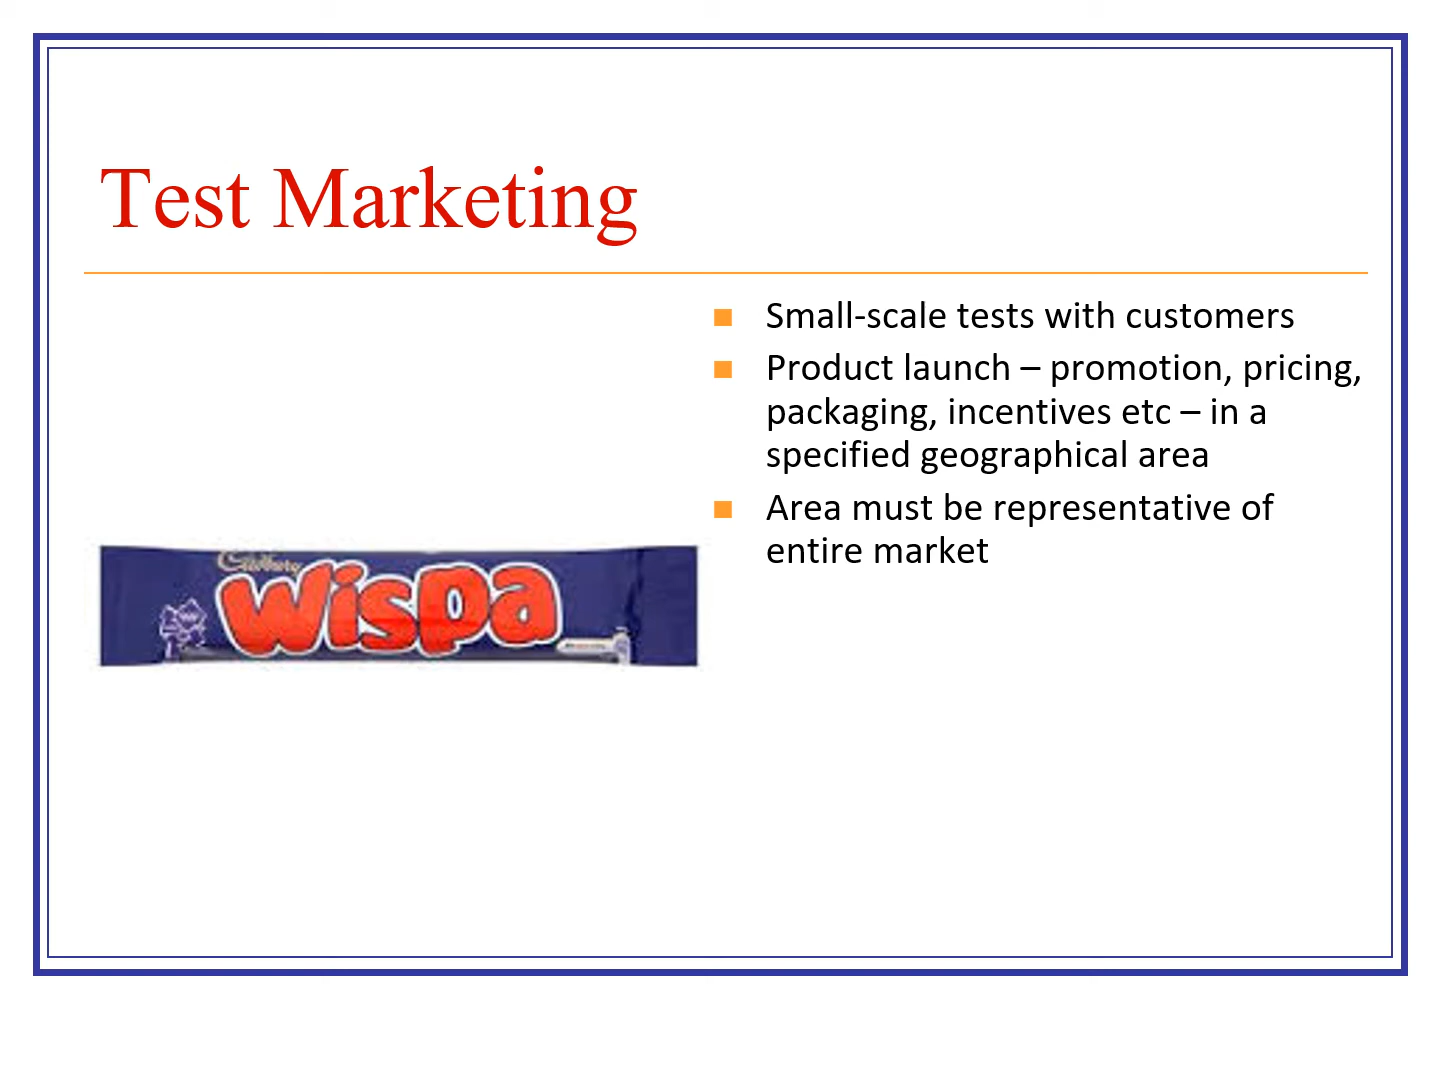 Test Marketing
Small-scale tests with customers
Product launch – promotion, pricing,
packaging, incentives etc – in a
specified geographical area
Area must be representative of
entire market
Cadbury
wispa